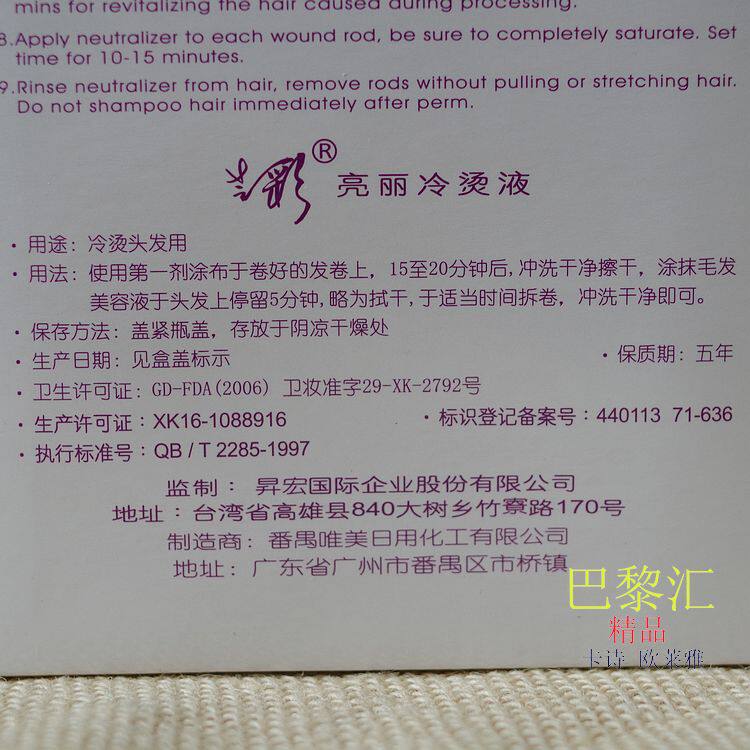 mins for revitalizing the hair caused during processing.
8.Apply neutralizer to each wound rod, be sure to completely saturate. Set
time for 10-15 minutes.
9.Rinse neutralizer from hair, remove rods without pulling or stretching hair.
Do not shampoo hair immediately after perm.
® 亮丽冷烫液
· 用途：冷烫头发用
· 用法：使用第一剂涂布于卷好的发卷上，15至20分钟后,冲洗干净擦干，涂抹毛发
美容液于头发上停留5分钟,略为拭干,于适当时间拆卷，冲洗干净即可。
· 保存方法：盖紧瓶盖，存放于阴凉干燥处
· 生产日期：见盒盖标示 · 保质期：五年
· 卫生许可证：GD-FDA(2006) 卫妆准字29-XK-2792号
· 生产许可证：XK16-1088916 · 标识登记备案号：440113 71-636
· 执行标准号：QB / T 2285-1997
监制：昇宏国际企业股份有限公司
地址：台湾省高雄县840大树乡竹寮路170号
制造商：番禺唯美日用化工有限公司
地址：广东省广州市番禺区市桥镇
巴黎汇
精品
卡诗 欧莱雅